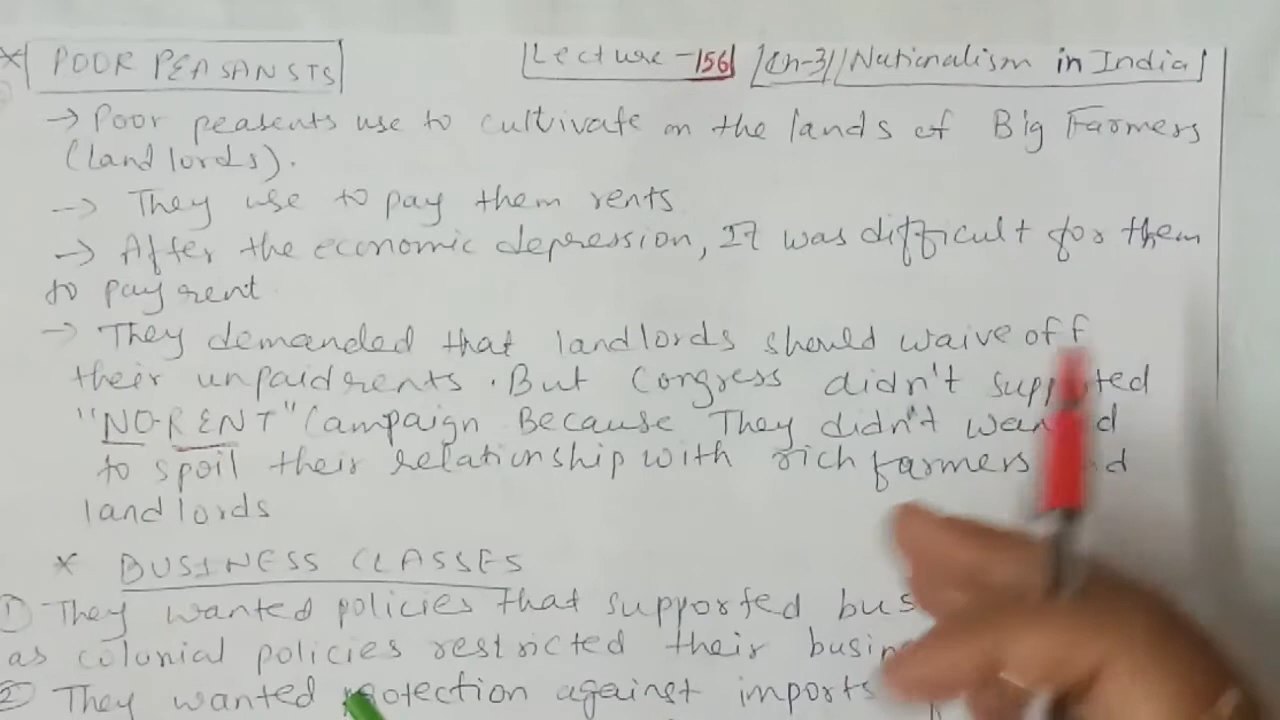 * POOR PEASANSTS
Lecture -156 Ch-3 Nationalism in India
→ Poor peasents use to cultivate on the lands of Big Farmers
(Land lords).
→ They use to pay them rents
→ After the economic depression, It was difficult for them
to pay rent
→ They demanded that landlords should waive off
their unpaid rents. But Congress didn't supported
"NO-RENT" Campaign Because They didn't
to spoil their relationship with rich farmers
landlords
* BUSINESS CLASSES
① They wanted policies that supported
as colonial policies restricted their
② They wanted protection against imports